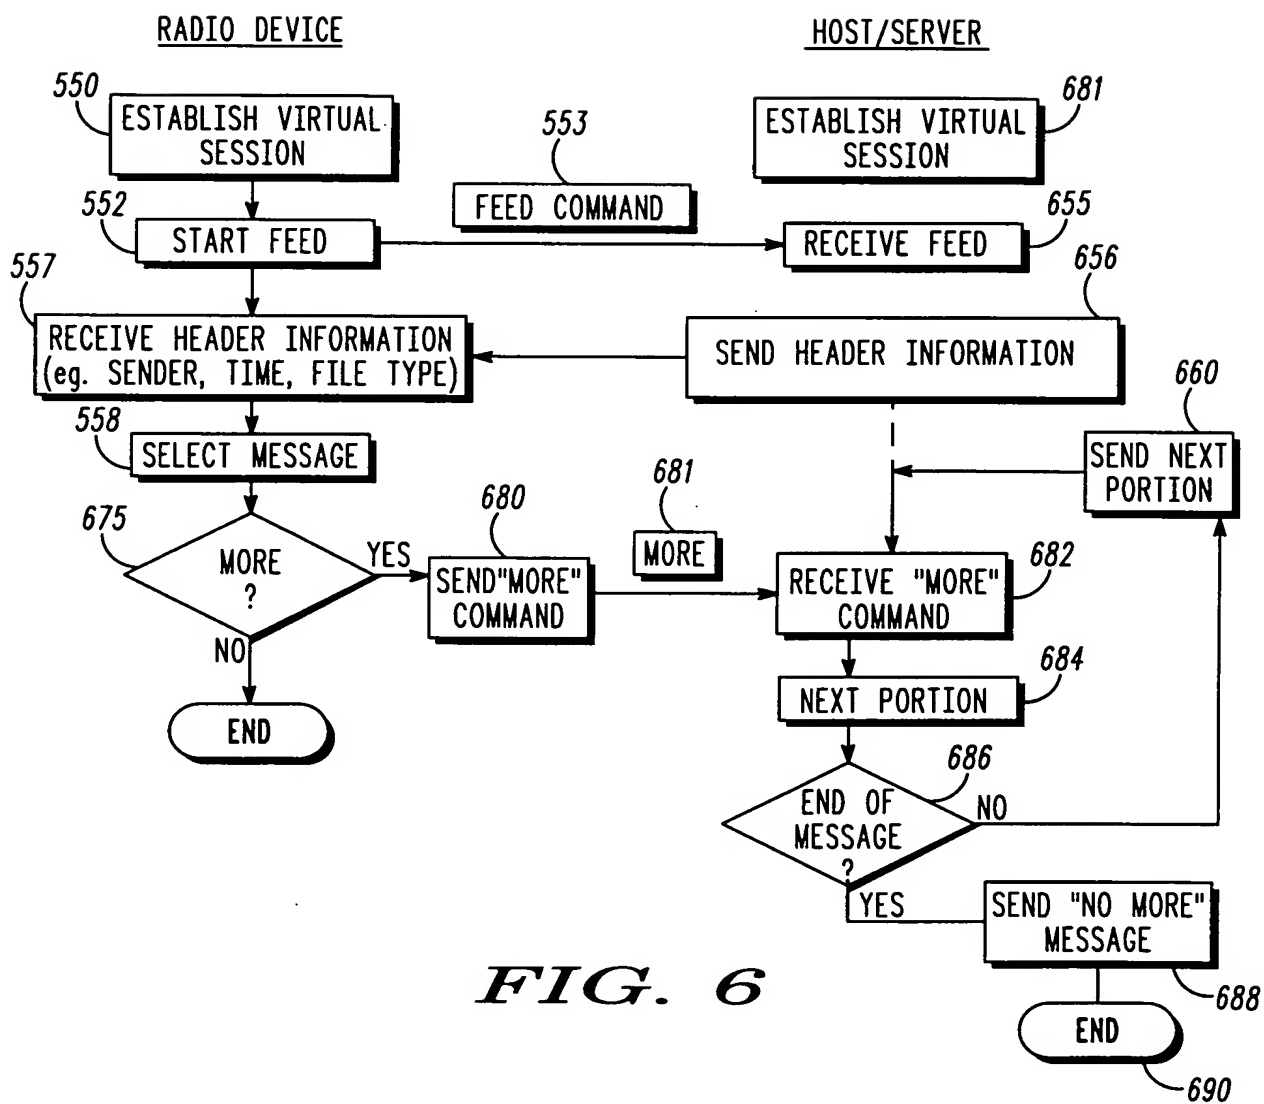 RADIO DEVICE
HOST/SERVER
550
ESTABLISH VIRTUAL
SESSION
553
FEED COMMAND
681
ESTABLISH VIRTUAL
SESSION
552
START FEED
655
RECEIVE FEED
557
RECEIVE HEADER INFORMATION
(eg. SENDER, TIME, FILE TYPE)
656
SEND HEADER INFORMATION
558
SELECT MESSAGE
660
SEND NEXT
PORTION
675
MORE
?
YES
NO
680
SEND"MORE"
COMMAND
681
MORE
RECEIVE "MORE"
COMMAND
682
END
684
NEXT PORTION
686
END OF
MESSAGE
?
NO
YES
SEND "NO MORE"
MESSAGE
688
END
690
FIG. 6